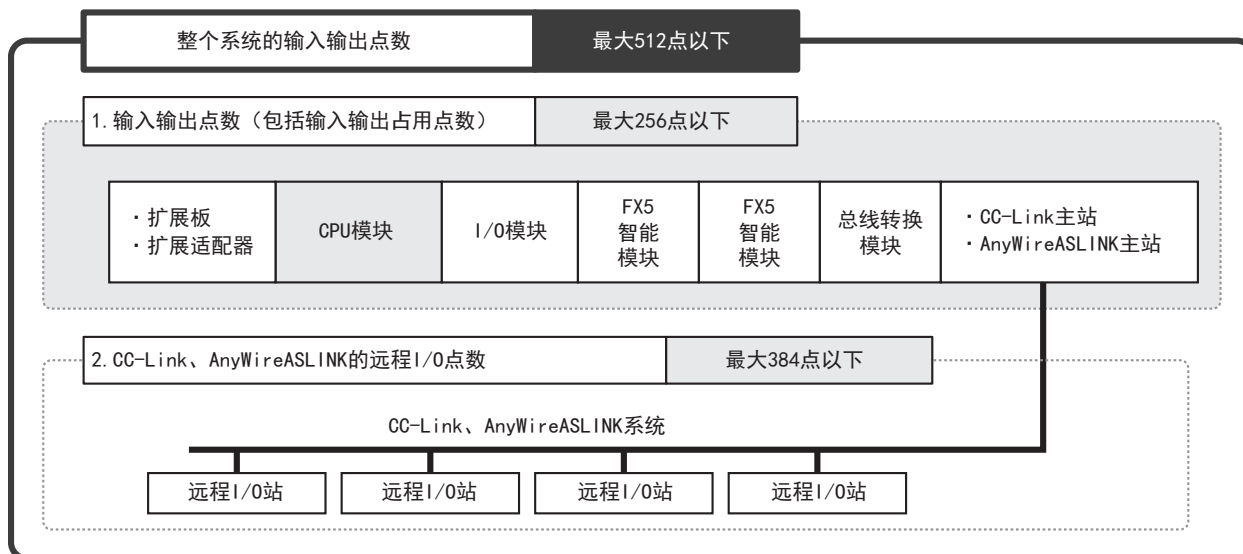 整个系统的输入输出点数
最大512点以下
1.输入输出点数（包括输入输出占用点数）
最大256点以下
·扩展板
·扩展适配器
CPU模块
I/O模块
FX5
智能
模块
FX5
智能
模块
总线转换
模块
·CC-Link主站
·AnyWireASLINK主站
2.CC-Link、AnyWireASLINK的远程I/O点数
最大384点以下
CC-Link、AnyWireASLINK系统
远程I/O站
远程I/O站
远程I/O站
远程I/O站